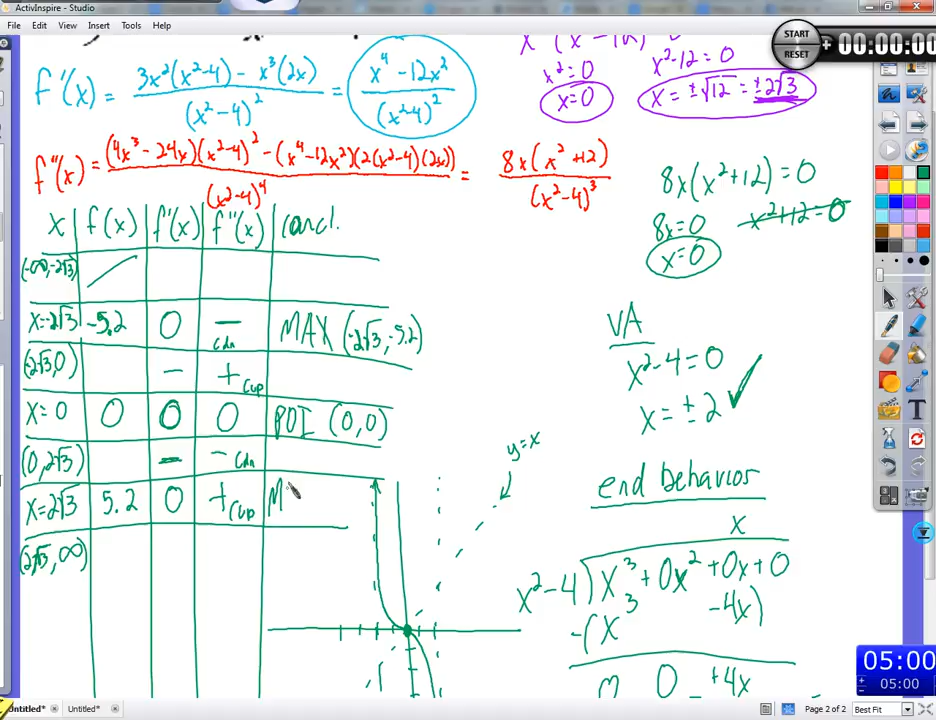 ActivInspire - Studio
File Edit View Insert Tools Help
START
RESET
00:00:00
f'(x) = 3x²(x²-4) - x³(2x) / (x²-4)² = x⁴-12x² / (x²-4)²
x²=0 x²-12=0
x=0 x=±√12=±2√3
f''(x) = (4x³-24x)(x²-4)² - (x⁴-12x²)(2(x²-4)(2x)) / (x²-4)⁴ = 8x(x²+12) / (x²-4)³
8x(x²+12)=0
8x=0 x²+12=0
x=0
x f(x) f'(x) f''(x) Concl.
(-∞,-2√3)
x=-2√3 -5.2 0 - Cdn MAX (-2√3,-5.2)
(-2√3,0) - + Cup
x=0 0 0 0 POI (0,0)
(0,2√3) - - Cdn
x=2√3 5.2 0 + Cup M
(2√3,∞)
y=x
VA
x²-4=0
x=±2 ✓
end behavior
x
x²-4)x³+0x²+0x+0
-(x³ -4x)
0 +4x
05:00
Untitled* Untitled* Page 2 of 2 Best Fit